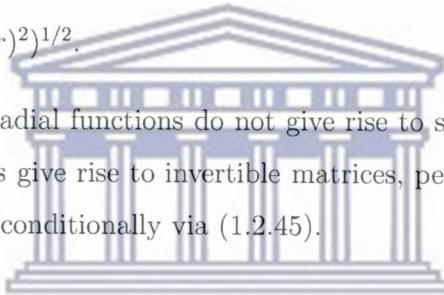 ·)²)^{1/2}.
adial functions do not give rise to s
s give rise to invertible matrices, pe
conditionally via (1.2.45).